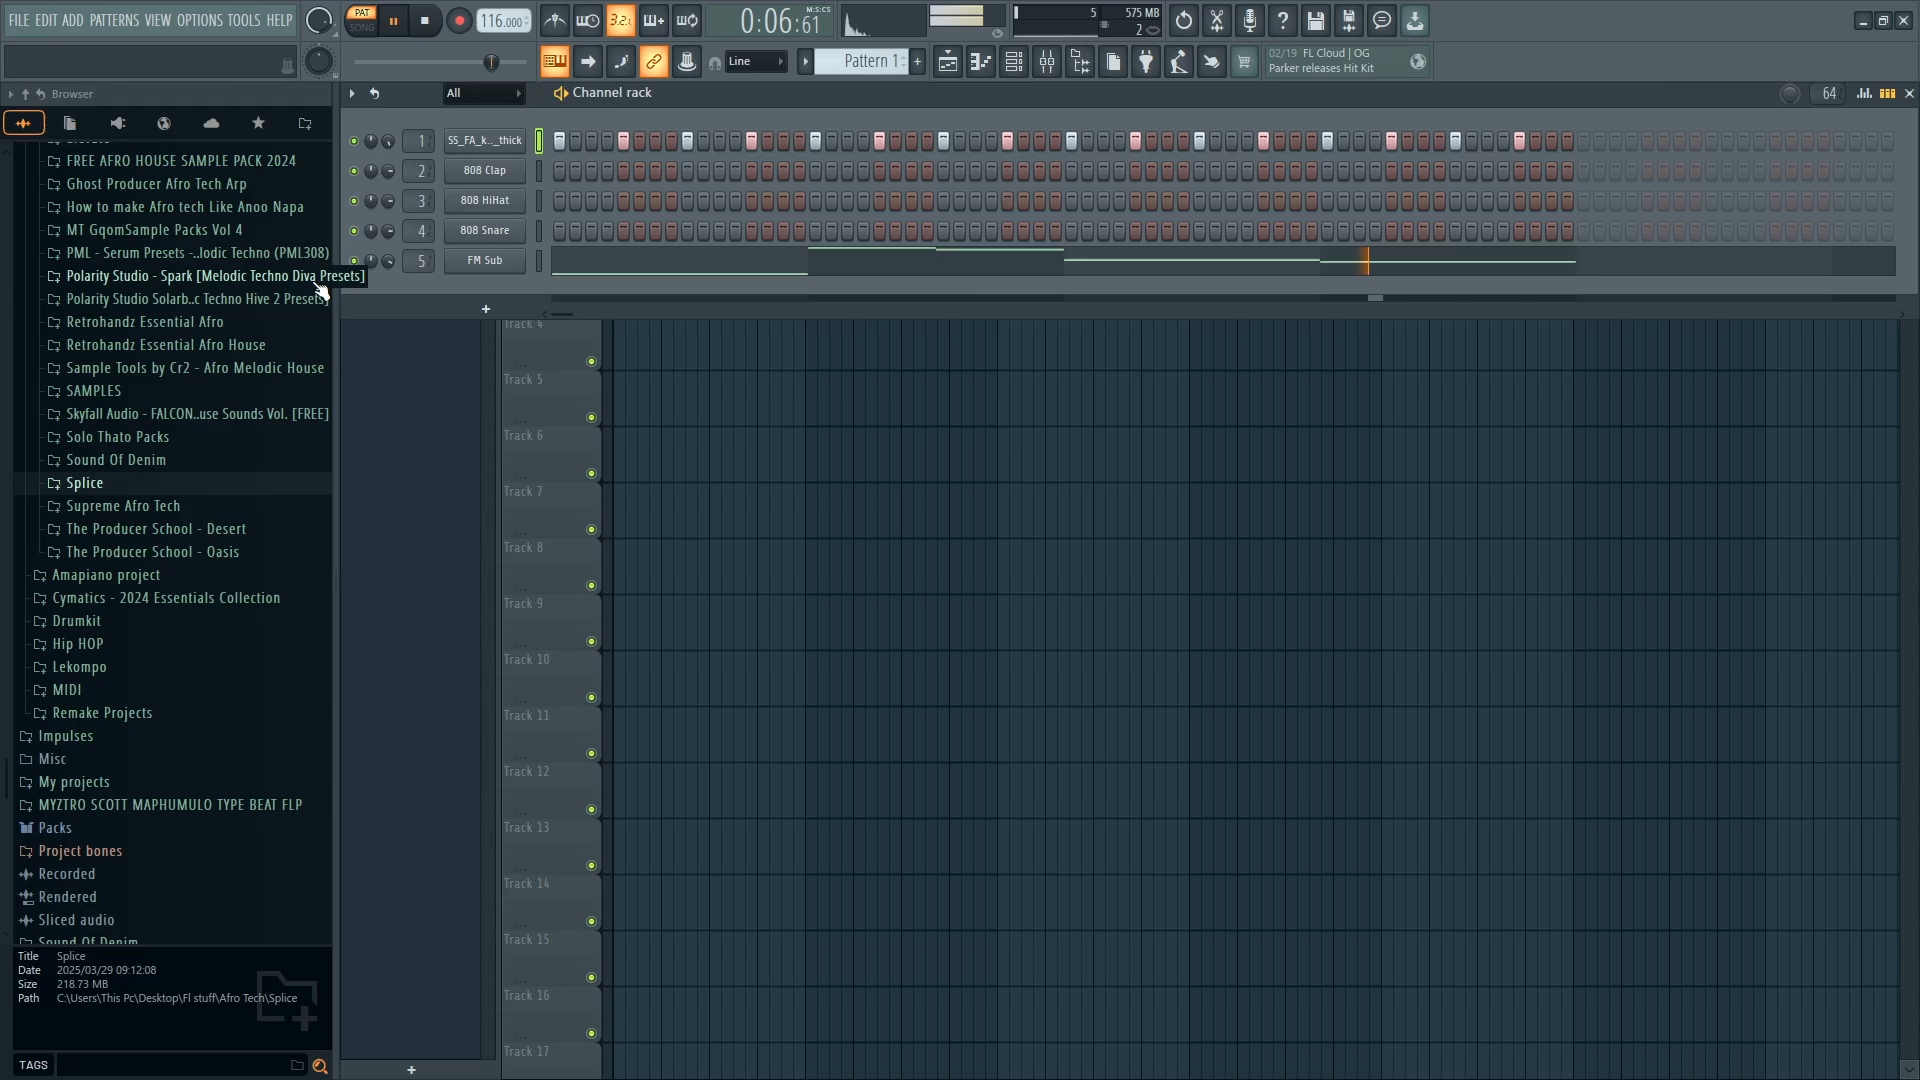 FILE EDIT ADD PATTERNS VIEW OPTIONS TOOLS HELP
PAT
SONG
116.000
3.2.
0:06:61
M:S:CS
5
575 MB
2
Line
Pattern 1
+
02/19 FL Cloud | OG
Parker releases Hit Kit
Browser
All
Channel rack
64
1 SS_FA_k.._thick
2 808 Clap
3 808 HiHat
4 808 Snare
5 FM Sub
+
FREE AFRO HOUSE SAMPLE PACK 2024
Ghost Producer Afro Tech Arp
How to make Afro tech Like Anoo Napa
MT GqomSample Packs Vol 4
PML - Serum Presets -..lodic Techno (PML308)
Polarity Studio - Spark [Melodic Techno Diva Presets]
Polarity Studio Solarb..c Techno Hive 2 Presets]
Retrohandz Essential Afro
Retrohandz Essential Afro House
Sample Tools by Cr2 - Afro Melodic House
SAMPLES
Skyfall Audio - FALCON..use Sounds Vol. [FREE]
Solo Thato Packs
Sound Of Denim
Splice
Supreme Afro Tech
The Producer School - Desert
The Producer School - Oasis
Amapiano project
Cymatics - 2024 Essentials Collection
Drumkit
Hip HOP
Lekompo
MIDI
Remake Projects
Impulses
Misc
My projects
MYZTRO SCOTT MAPHUMULO TYPE BEAT FLP
Packs
Project bones
Recorded
Rendered
Sliced audio
Sound Of Denim
Title Splice
Date 2025/03/29 09:12:08
Size 218.73 MB
Path C:\Users\This Pc\Desktop\Fl stuff\Afro Tech\Splice
TAGS
Track 4
Track 5
Track 6
Track 7
Track 8
Track 9
Track 10
Track 11
Track 12
Track 13
Track 14
Track 15
Track 16
Track 17
+